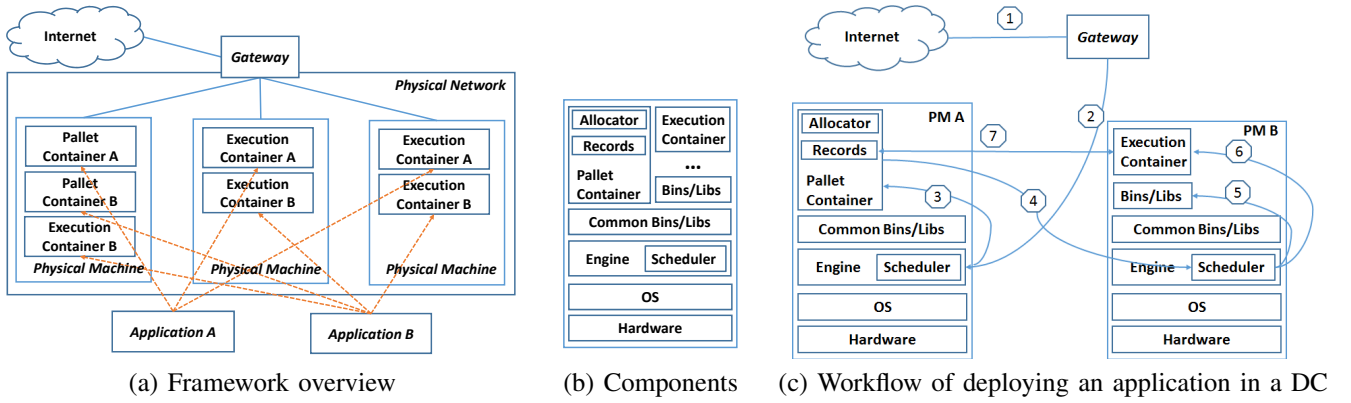 Internet
Gateway
Physical Network
Pallet
Container A
Pallet
Container B
Execution
Container B
Physical Machine
Execution
Container A
Execution
Container B
Physical Machine
Execution
Container A
Execution
Container B
Physical Machine
Application A
Application B
(a) Framework overview
Allocator
Records
Pallet
Container
Execution
Container
...
Bins/Libs
Common Bins/Libs
Engine
Scheduler
OS
Hardware
(b) Components
Internet
1
Gateway
2
PM A
Allocator
Records
Pallet
Container
7
3
4
Common Bins/Libs
Engine
Scheduler
OS
Hardware
PM B
Execution
Container
6
Bins/Libs
5
Common Bins/Libs
Engine
Scheduler
OS
Hardware
(c) Workflow of deploying an application in a DC